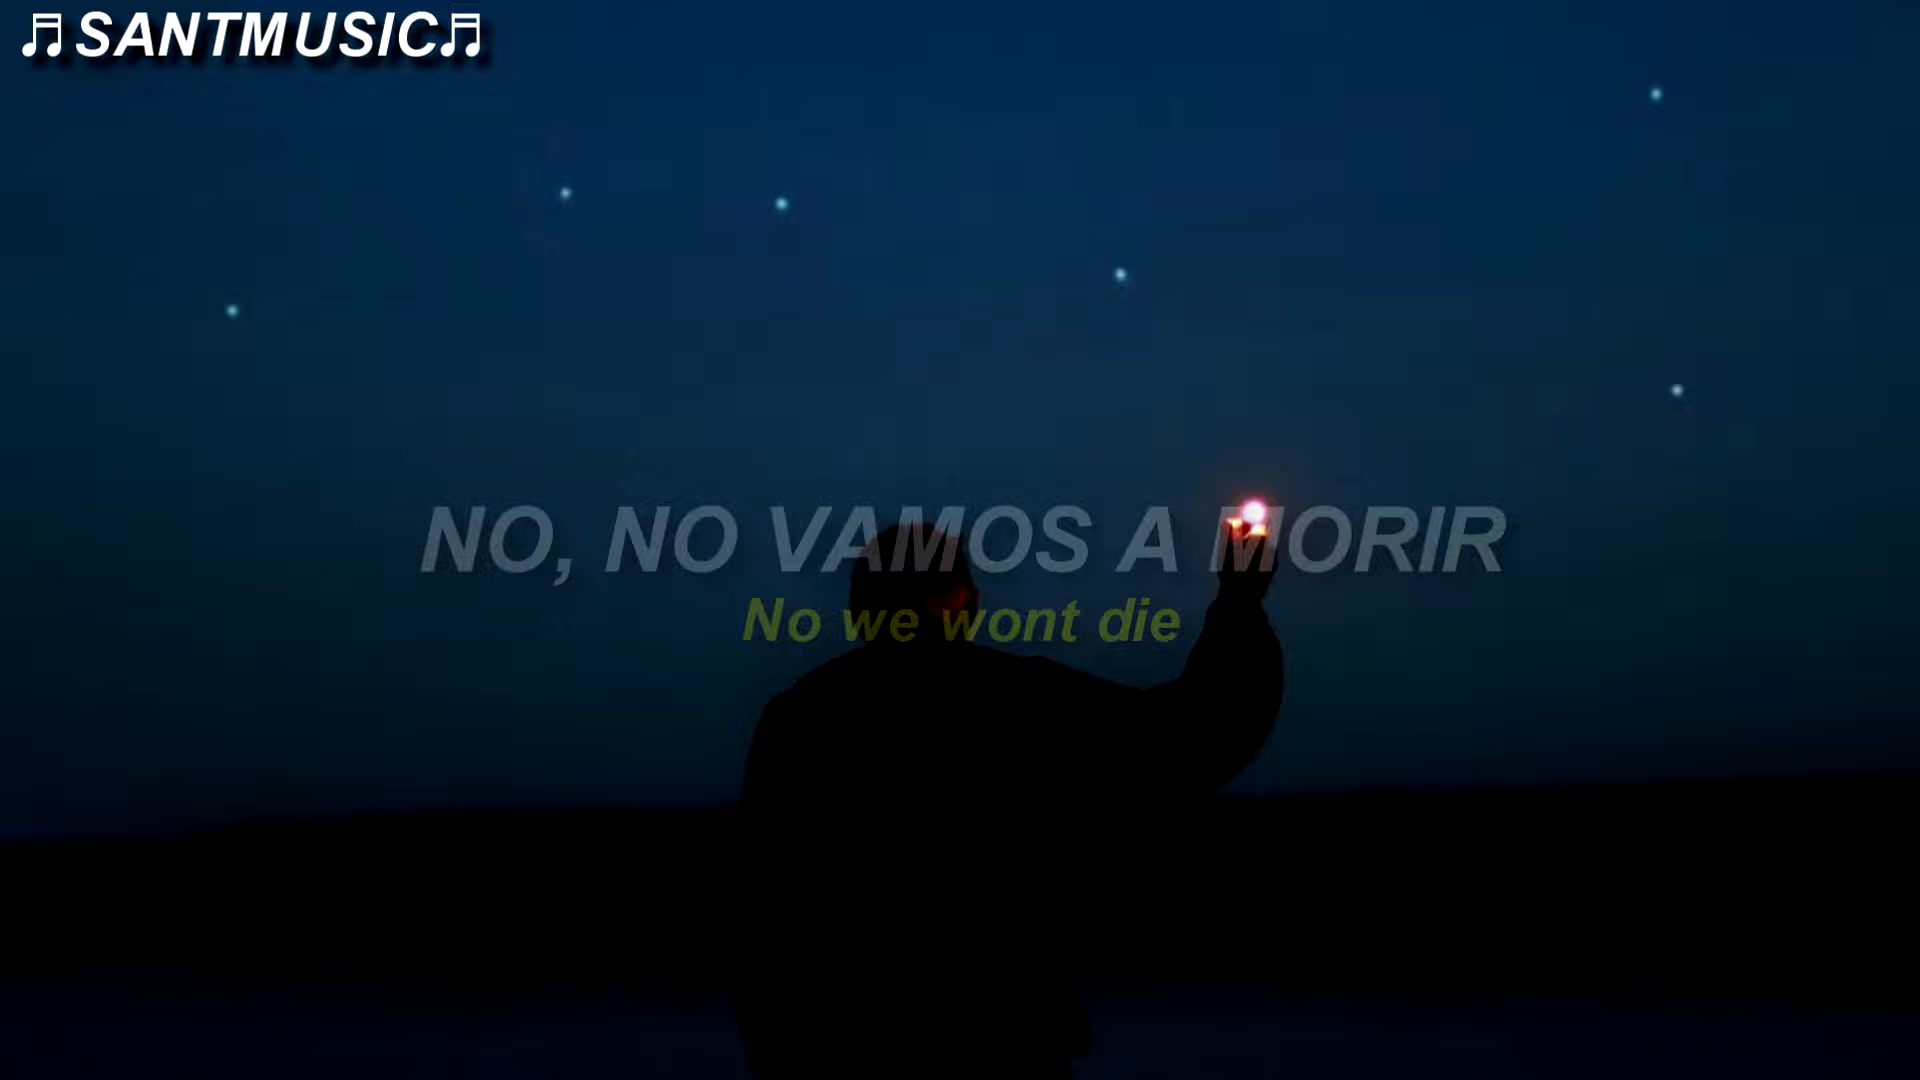 ♬SANTMUSIC♬
NO, NO VAMOS A MORIR
No we wont die